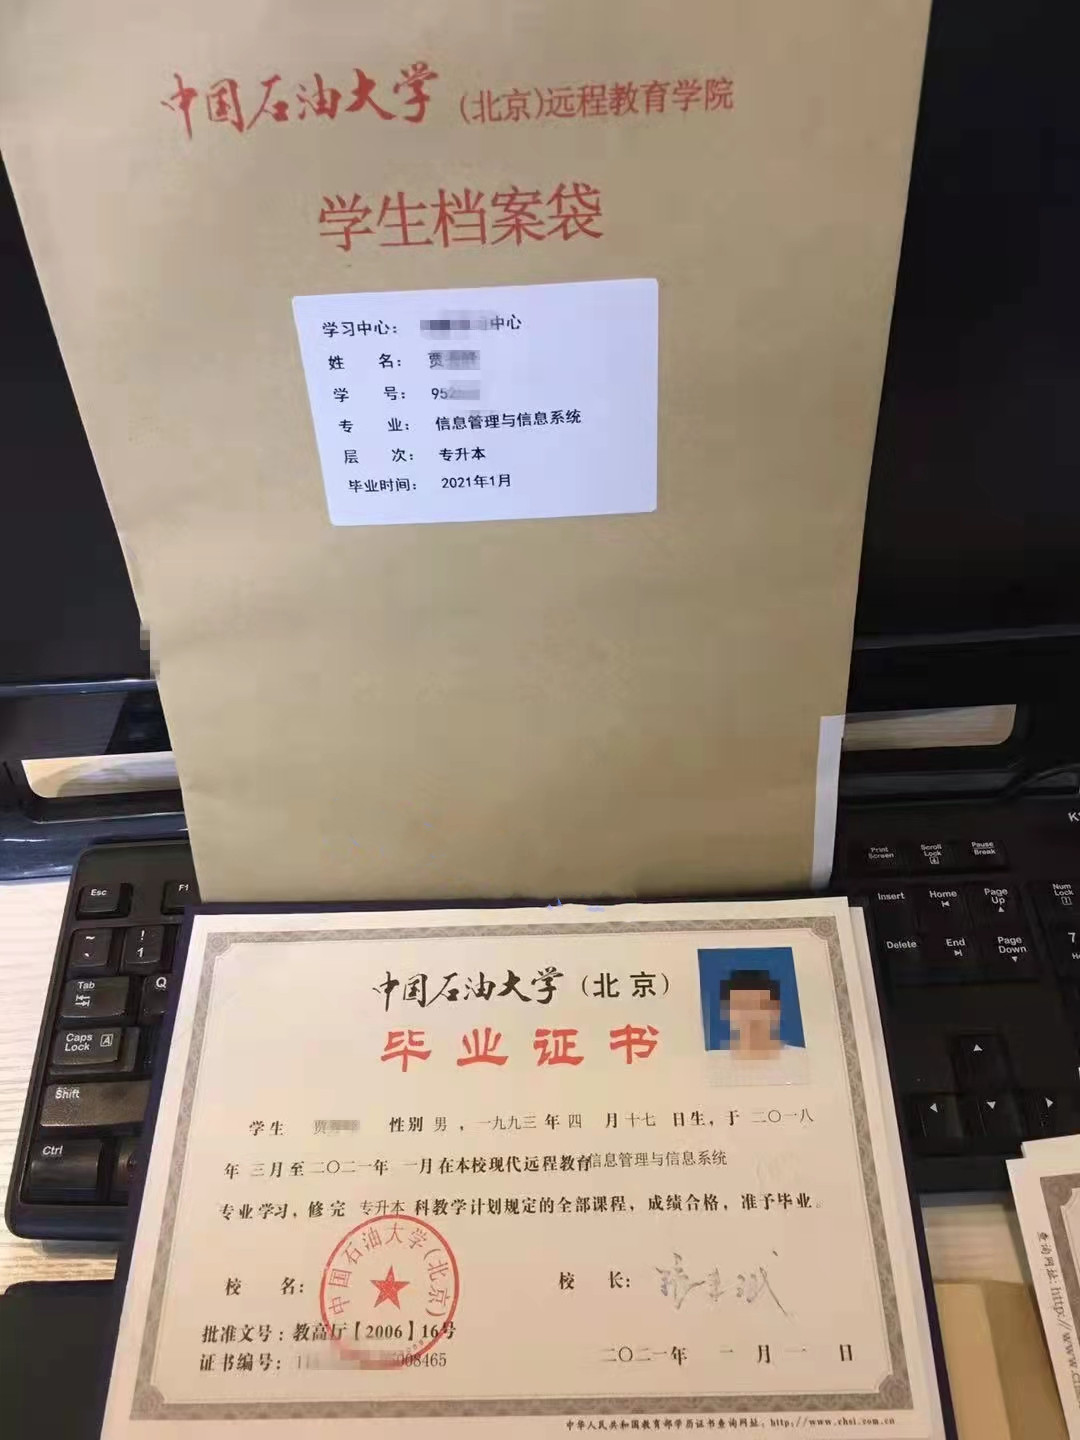 中国石油大学(北京)远程教育学院
学生档案袋
学习中心： 中心
姓 名： 贾
学 号： 952
专 业： 信息管理与信息系统
层 次： 专升本
毕业时间： 2021年1月
Esc F1
~ ! 1
Tab Q
Caps Lock A
Shift
Ctrl
Print Screen Scroll Lock Pause Break
Insert Home Page Up Num Lock
Delete End Page Down 7
中国石油大学(北京)
毕业证书
学生 贾 性别 男，一九九三年四 月十七 日生，于二〇一八
年 三月至二〇二一年 一月在本校现代远程教育信息管理与信息系统
专业学习，修完 专升本 科教学计划规定的全部课程，成绩合格，准予毕业。
中国石油大学(北京)
校 名： 校 长：
批准文号：教高厅【2006】16号
证书编号：11 008465 二〇二一年 一 月 一 日
中华人民共和国教育部学历证书查询网址：http://www.chsi.com.cn
查询网址：http://www.c